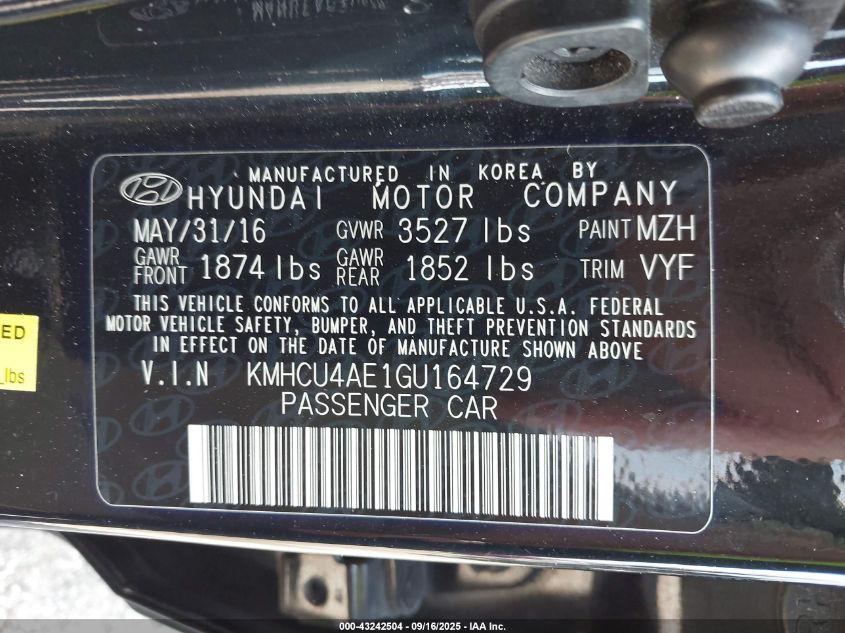 MANUFACTURED IN KOREA BY
HYUNDAI MOTOR COMPANY
MAY/31/16 GVWR 3527 lbs PAINT MZH
GAWR FRONT 1874 lbs GAWR REAR 1852 lbs TRIM VYF
THIS VEHICLE CONFORMS TO ALL APPLICABLE U.S.A. FEDERAL
MOTOR VEHICLE SAFETY, BUMPER, AND THEFT PREVENTION STANDARDS
IN EFFECT ON THE DATE OF MANUFACTURE SHOWN ABOVE
V.I.N KMHCU4AE1GU164729
PASSENGER CAR
ED
lbs
000-43242504 - 09/16/2025 - IAA Inc.